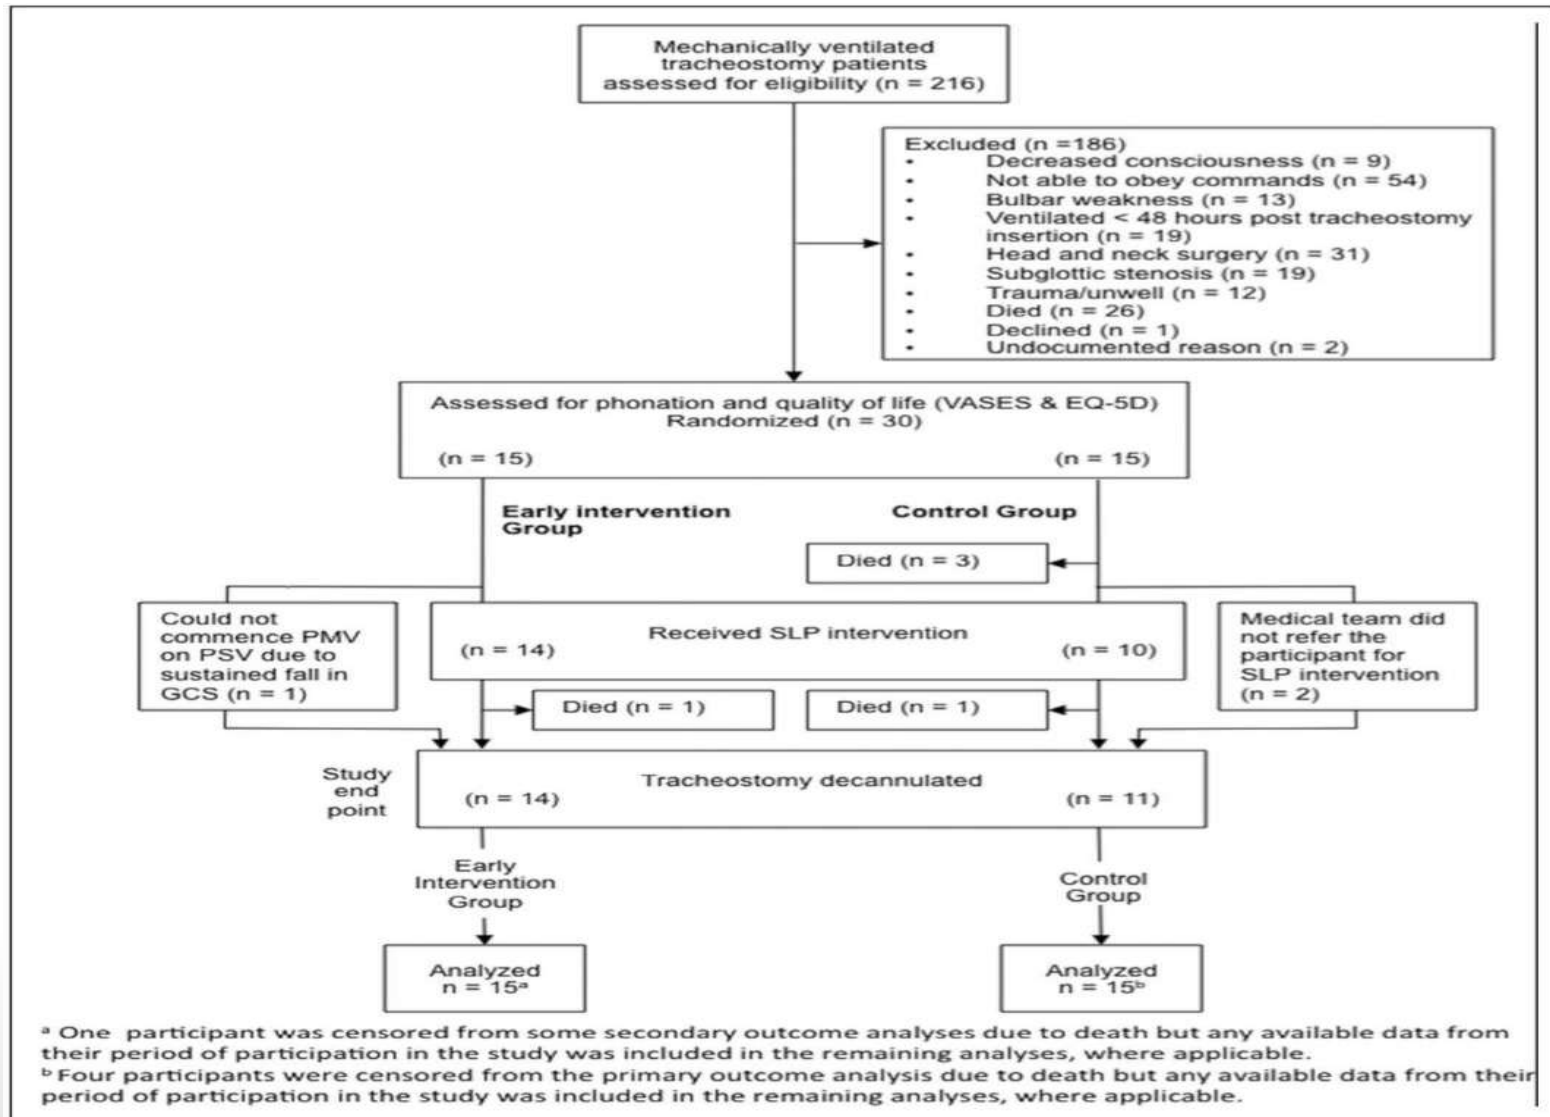 Mechanically ventilated
tracheostomy patients
assessed for eligibility (n = 216)
Excluded (n =186)
• Decreased consciousness (n = 9)
• Not able to obey commands (n = 54)
• Bulbar weakness (n = 13)
• Ventilated < 48 hours post tracheostomy
insertion (n = 19)
• Head and neck surgery (n = 31)
• Subglottic stenosis (n = 19)
• Trauma/unwell (n = 12)
• Died (n = 26)
• Declined (n = 1)
• Undocumented reason (n = 2)
Assessed for phonation and quality of life (VASES & EQ-5D)
Randomized (n = 30)
(n = 15) (n = 15)
Early intervention
Group
Control Group
Died (n = 3)
Could not
commence PMV
on PSV due to
sustained fall in
GCS (n = 1)
Received SLP intervention
(n = 14) (n = 10)
Medical team did
not refer the
participant for
SLP intervention
(n = 2)
Died (n = 1)
Died (n = 1)
Study
end
point
Tracheostomy decannulated
(n = 14) (n = 11)
Early
Intervention
Group
Control
Group
Analyzed
n = 15ᵃ
Analyzed
n = 15ᵇ
ᵃ One participant was censored from some secondary outcome analyses due to death but any available data from
their period of participation in the study was included in the remaining analyses, where applicable.
ᵇ Four participants were censored from the primary outcome analysis due to death but any available data from their
period of participation in the study was included in the remaining analyses, where applicable.